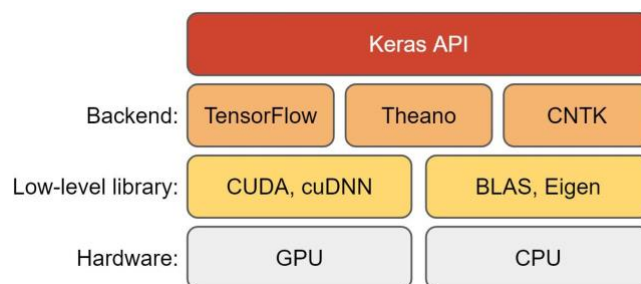 Keras API
Backend: TensorFlow Theano CNTK
Low-level library: CUDA, cuDNN BLAS, Eigen
Hardware: GPU CPU